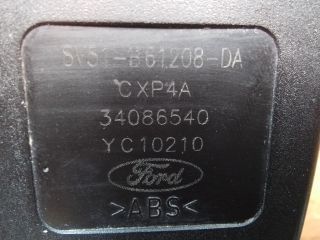 8V51-B61208-DA
CXP4A
34086540
YC10210
Ford
>ABS<